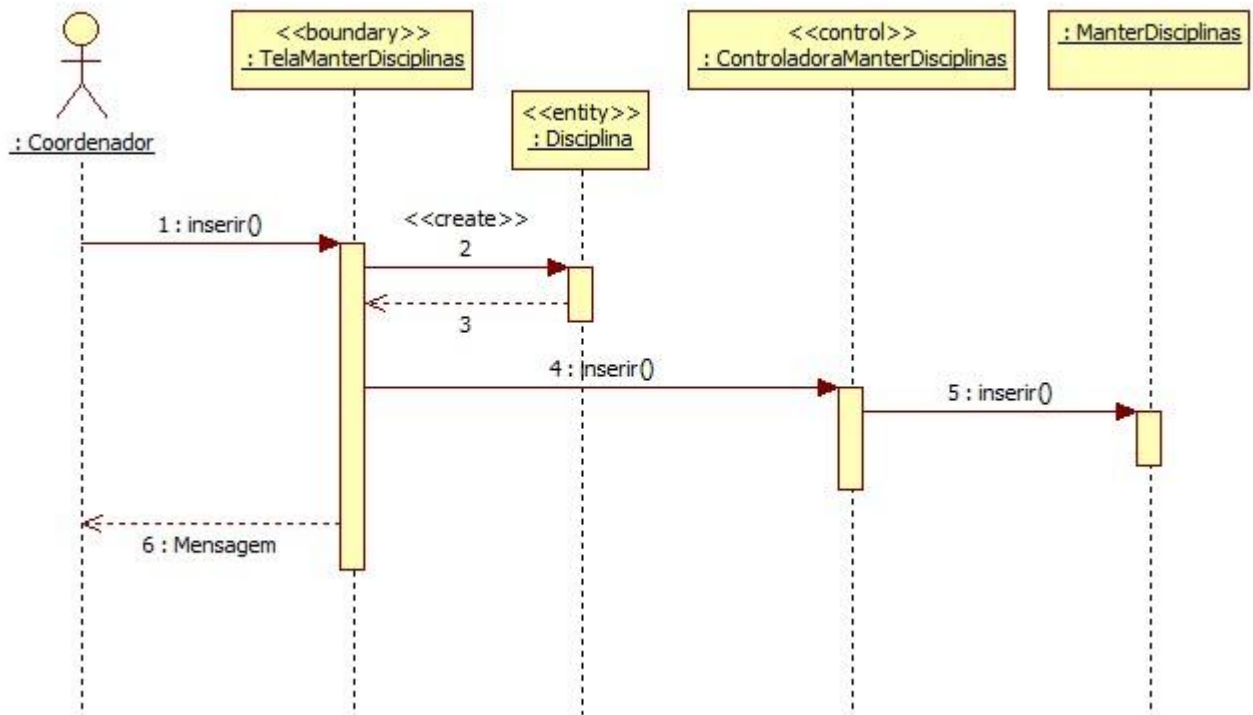 <<boundary>>
: TelaManterDisciplinas
<<control>>
: ControladoraManterDisciplinas
: ManterDisciplinas
<<entity>>
: Disciplina
: Coordenador
1 : inserir()
<<create>>
2
3
4 : inserir()
5 : inserir()
6 : Mensagem